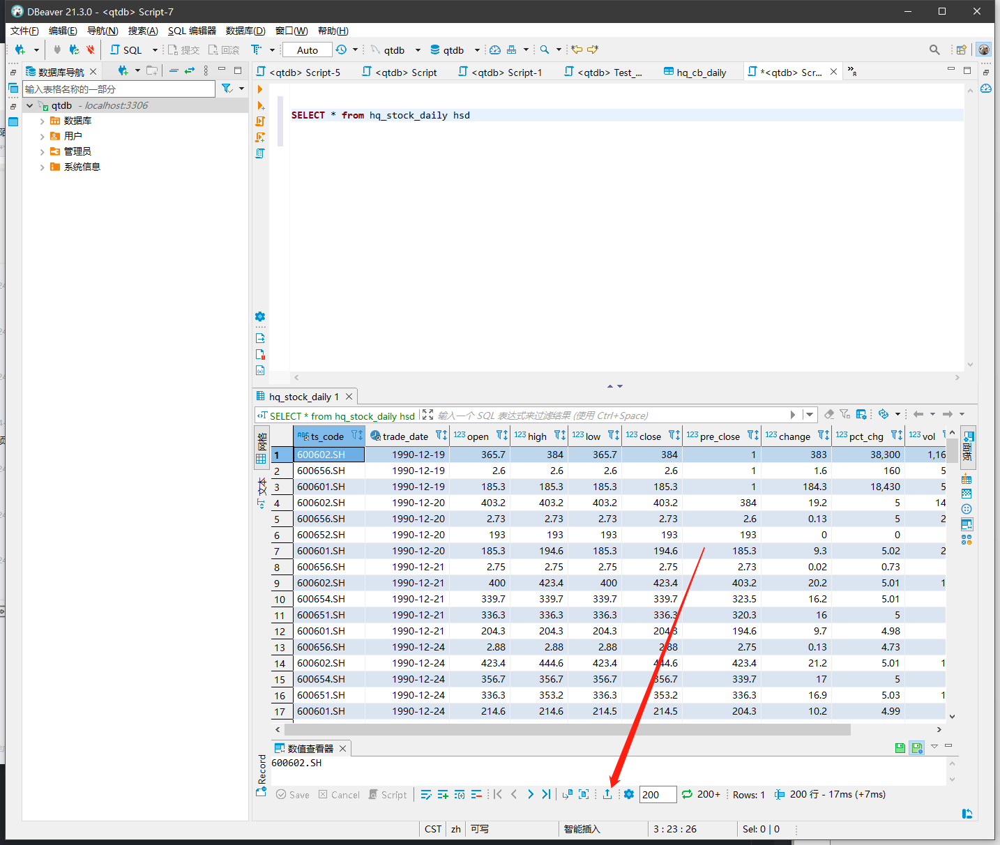 DBeaver 21.3.0 - <qtdb> Script-7
文件(F) 编辑(E) 导航(N) 搜索(A) SQL 编辑器 数据库(D) 窗口(W) 帮助(H)
SQL 提交 回滚 Auto qtdb qtdb
数据库导航
<qtdb> Script-5 <qtdb> Script <qtdb> Script-1 <qtdb> Test_... hq_cb_daily *<qtdb> Scr... »8
输入表格名称的一部分
qtdb - localhost:3306
数据库
用户
管理员
系统信息
SELECT * from hq_stock_daily hsd
hq_stock_daily 1
SELECT * from hq_stock_daily hsd 输入一个 SQL 表达式来过滤结果 (使用 Ctrl+Space)
网格
文本
Record
面板
ABC ts_code trade_date 123 open 123 high 123 low 123 close 123 pre_close 123 change 123 pct_chg 123 vol
1 600602.SH 1990-12-19 365.7 384 365.7 384 1 383 38,300 1,16
2 600656.SH 1990-12-19 2.6 2.6 2.6 2.6 1 1.6 160 5
3 600601.SH 1990-12-19 185.3 185.3 185.3 185.3 1 184.3 18,430 5
4 600602.SH 1990-12-20 403.2 403.2 403.2 403.2 384 19.2 5 14
5 600656.SH 1990-12-20 2.73 2.73 2.73 2.73 2.6 0.13 5 2
6 600652.SH 1990-12-20 193 193 193 193 193 0 0
7 600601.SH 1990-12-20 185.3 194.6 185.3 194.6 185.3 9.3 5.02 2
8 600656.SH 1990-12-21 2.75 2.75 2.75 2.75 2.73 0.02 0.73
9 600602.SH 1990-12-21 400 423.4 400 423.4 403.2 20.2 5.01 1
10 600654.SH 1990-12-21 339.7 339.7 339.7 339.7 323.5 16.2 5.01
11 600651.SH 1990-12-21 336.3 336.3 336.3 336.3 320.3 16 5
12 600601.SH 1990-12-21 204.3 204.3 204.3 204.3 194.6 9.7 4.98
13 600656.SH 1990-12-24 2.88 2.88 2.88 2.88 2.75 0.13 4.73
14 600602.SH 1990-12-24 423.4 444.6 423.4 444.6 423.4 21.2 5.01 1
15 600654.SH 1990-12-24 356.7 356.7 356.7 356.7 339.7 17 5
16 600651.SH 1990-12-24 336.3 353.2 336.3 353.2 336.3 16.9 5.03 1
17 600601.SH 1990-12-24 214.6 214.6 214.5 214.5 204.3 10.2 4.99
数值查看器
600602.SH
Save Cancel Script 200 200+ Rows: 1 200 行 - 17ms (+7ms)
CST zh 可写 智能插入 3 : 23 : 26 Sel: 0 | 0